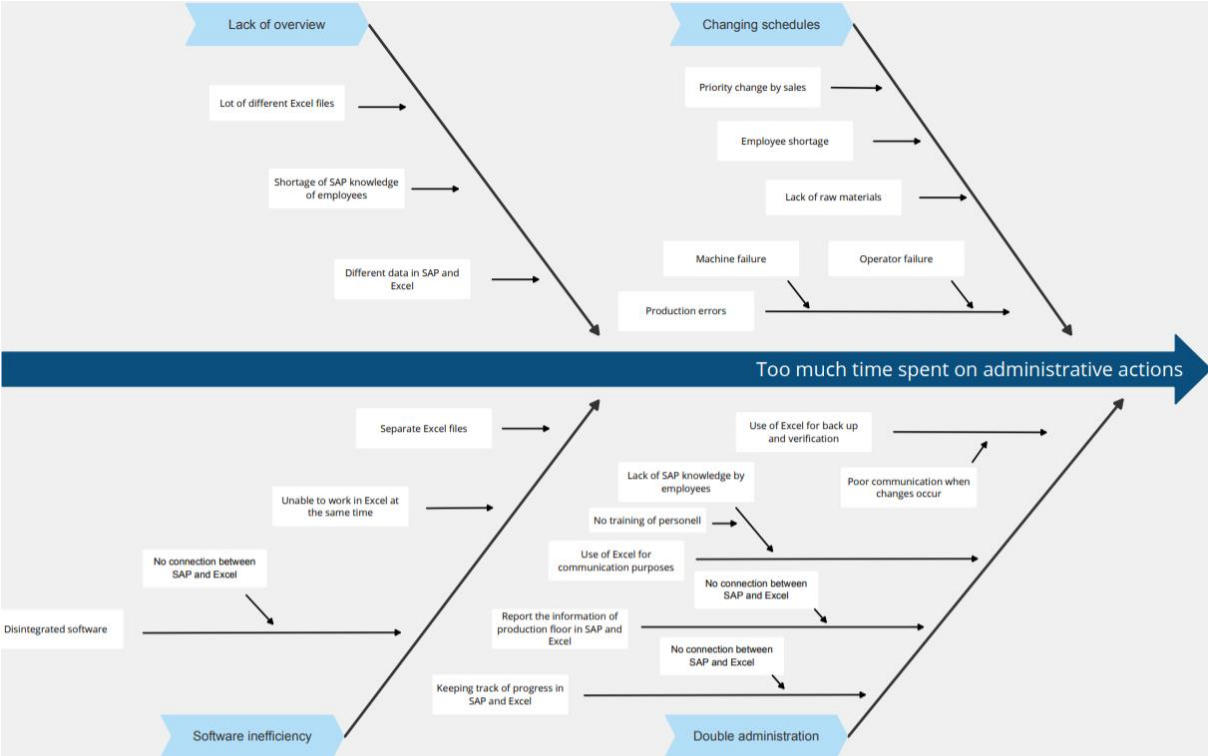 Lack of overview
Lot of different Excel files
Shortage of SAP knowledge
of employees
Different data in SAP and
Excel
Changing schedules
Priority change by sales
Employee shortage
Lack of raw materials
Machine failure
Operator failure
Production errors
Too much time spent on administrative actions
Separate Excel files
Unable to work in Excel at
the same time
No connection between
SAP and Excel
Disintegrated software
Software inefficiency
Use of Excel for back up
and verification
Poor communication when
changes occur
Lack of SAP knowledge by
employees
No training of personell
Use of Excel for
communication purposes
No connection between
SAP and Excel
Report the information of
production floor in SAP and
Excel
No connection between
SAP and Excel
Keeping track of progress in
SAP and Excel
Double administration